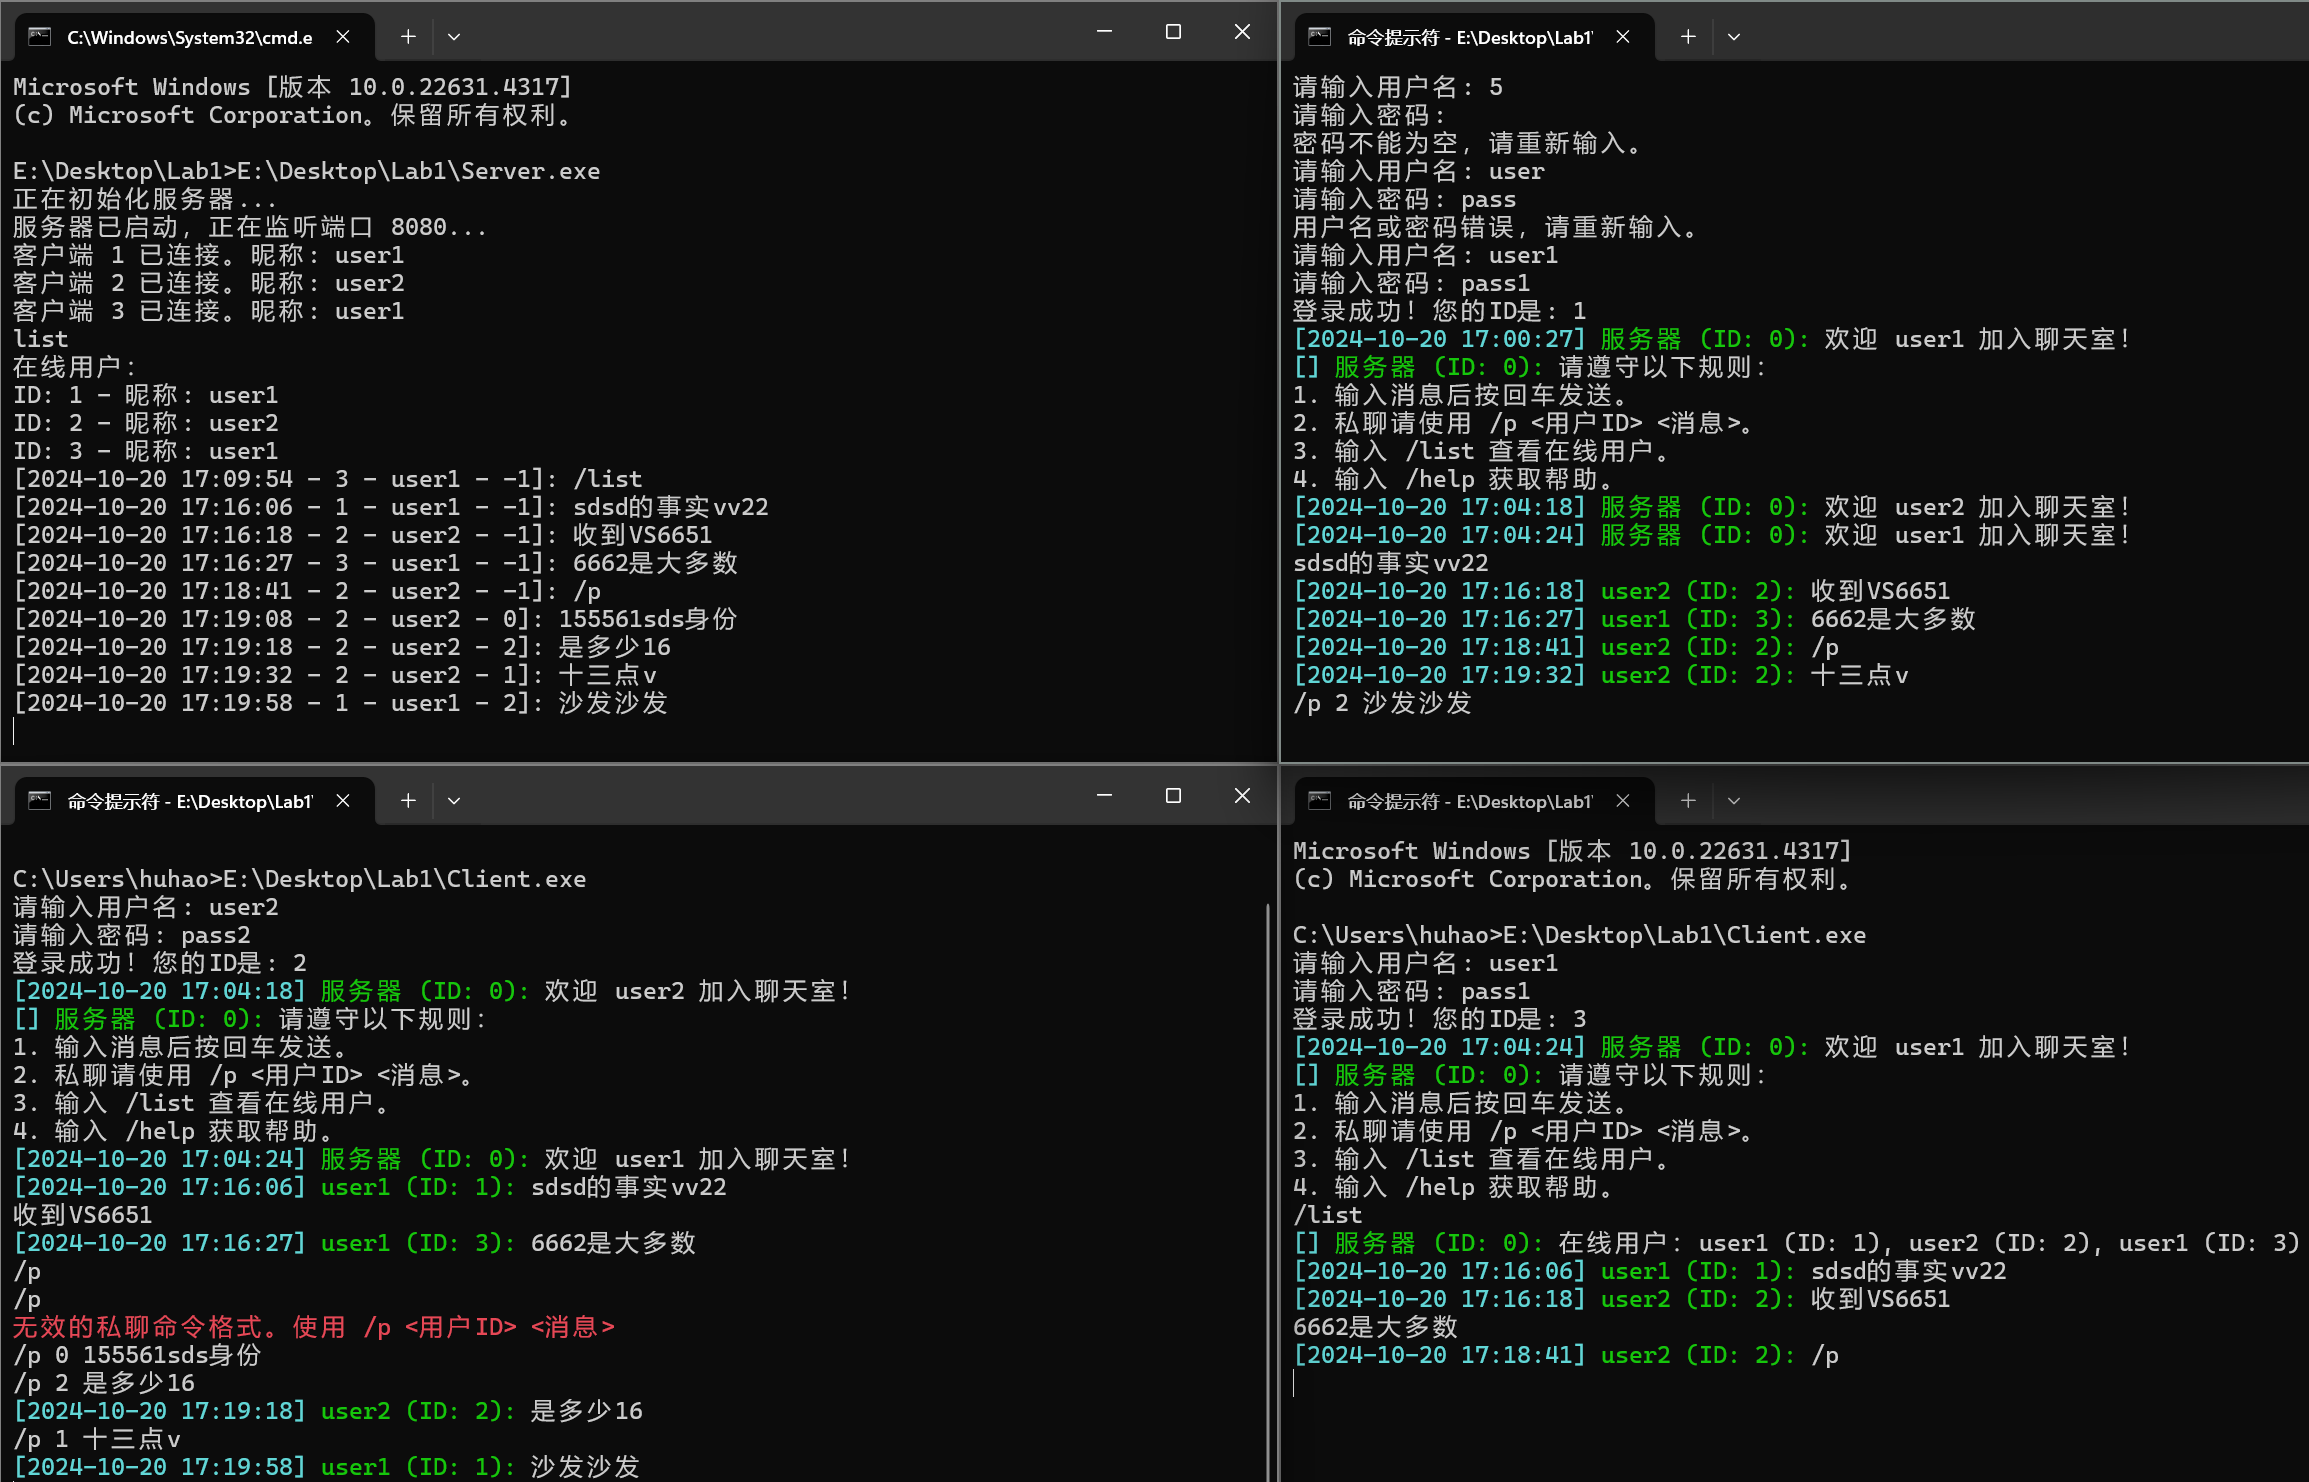 C:\Windows\System32\cmd.e
Microsoft Windows [版本 10.0.22631.4317]
(c) Microsoft Corporation。保留所有权利。
E:\Desktop\Lab1>E:\Desktop\Lab1\Server.exe
正在初始化服务器...
服务器已启动，正在监听端口 8080...
客户端 1 已连接。昵称: user1
客户端 2 已连接。昵称: user2
客户端 3 已连接。昵称: user1
list
在线用户:
ID: 1 - 昵称: user1
ID: 2 - 昵称: user2
ID: 3 - 昵称: user1
[2024-10-20 17:09:54 - 3 - user1 - -1]: /list
[2024-10-20 17:16:06 - 1 - user1 - -1]: sdsd的事实vv22
[2024-10-20 17:16:18 - 2 - user2 - -1]: 收到VS6651
[2024-10-20 17:16:27 - 3 - user1 - -1]: 6662是大多数
[2024-10-20 17:18:41 - 2 - user2 - -1]: /p
[2024-10-20 17:19:08 - 2 - user2 - 0]: 155561sds身份
[2024-10-20 17:19:18 - 2 - user2 - 2]: 是多少16
[2024-10-20 17:19:32 - 2 - user2 - 1]: 十三点v
[2024-10-20 17:19:58 - 1 - user1 - 2]: 沙发沙发
命令提示符 - E:\Desktop\Lab1'
请输入用户名: 5
请输入密码:
密码不能为空，请重新输入。
请输入用户名: user
请输入密码: pass
用户名或密码错误，请重新输入。
请输入用户名: user1
请输入密码: pass1
登录成功！您的ID是: 1
[2024-10-20 17:00:27] 服务器 (ID: 0): 欢迎 user1 加入聊天室!
[] 服务器 (ID: 0): 请遵守以下规则:
1. 输入消息后按回车发送。
2. 私聊请使用 /p <用户ID> <消息>。
3. 输入 /list 查看在线用户。
4. 输入 /help 获取帮助。
[2024-10-20 17:04:18] 服务器 (ID: 0): 欢迎 user2 加入聊天室!
[2024-10-20 17:04:24] 服务器 (ID: 0): 欢迎 user1 加入聊天室!
sdsd的事实vv22
[2024-10-20 17:16:18] user2 (ID: 2): 收到VS6651
[2024-10-20 17:16:27] user1 (ID: 3): 6662是大多数
[2024-10-20 17:18:41] user2 (ID: 2): /p
[2024-10-20 17:19:32] user2 (ID: 2): 十三点v
/p 2 沙发沙发
命令提示符 - E:\Desktop\Lab1'
C:\Users\huhao>E:\Desktop\Lab1\Client.exe
请输入用户名: user2
请输入密码: pass2
登录成功！您的ID是: 2
[2024-10-20 17:04:18] 服务器 (ID: 0): 欢迎 user2 加入聊天室!
[] 服务器 (ID: 0): 请遵守以下规则:
1. 输入消息后按回车发送。
2. 私聊请使用 /p <用户ID> <消息>。
3. 输入 /list 查看在线用户。
4. 输入 /help 获取帮助。
[2024-10-20 17:04:24] 服务器 (ID: 0): 欢迎 user1 加入聊天室!
[2024-10-20 17:16:06] user1 (ID: 1): sdsd的事实vv22
收到VS6651
[2024-10-20 17:16:27] user1 (ID: 3): 6662是大多数
/p
/p
无效的私聊命令格式。使用 /p <用户ID> <消息>
/p 0 155561sds身份
/p 2 是多少16
[2024-10-20 17:19:18] user2 (ID: 2): 是多少16
/p 1 十三点v
[2024-10-20 17:19:58] user1 (ID: 1): 沙发沙发
命令提示符 - E:\Desktop\Lab1'
Microsoft Windows [版本 10.0.22631.4317]
(c) Microsoft Corporation。保留所有权利。
C:\Users\huhao>E:\Desktop\Lab1\Client.exe
请输入用户名: user1
请输入密码: pass1
登录成功！您的ID是: 3
[2024-10-20 17:04:24] 服务器 (ID: 0): 欢迎 user1 加入聊天室!
[] 服务器 (ID: 0): 请遵守以下规则:
1. 输入消息后按回车发送。
2. 私聊请使用 /p <用户ID> <消息>。
3. 输入 /list 查看在线用户。
4. 输入 /help 获取帮助。
/list
[] 服务器 (ID: 0): 在线用户: user1 (ID: 1), user2 (ID: 2), user1 (ID: 3)
[2024-10-20 17:16:06] user1 (ID: 1): sdsd的事实vv22
[2024-10-20 17:16:18] user2 (ID: 2): 收到VS6651
6662是大多数
[2024-10-20 17:18:41] user2 (ID: 2): /p